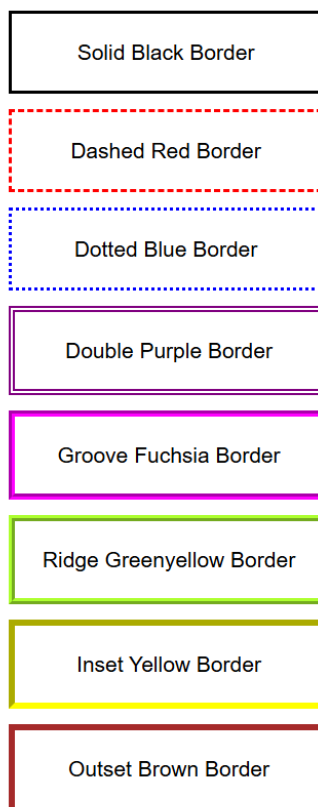 Solid Black Border
Dashed Red Border
Dotted Blue Border
Double Purple Border
Groove Fuchsia Border
Ridge Greenyellow Border
Inset Yellow Border
Outset Brown Border